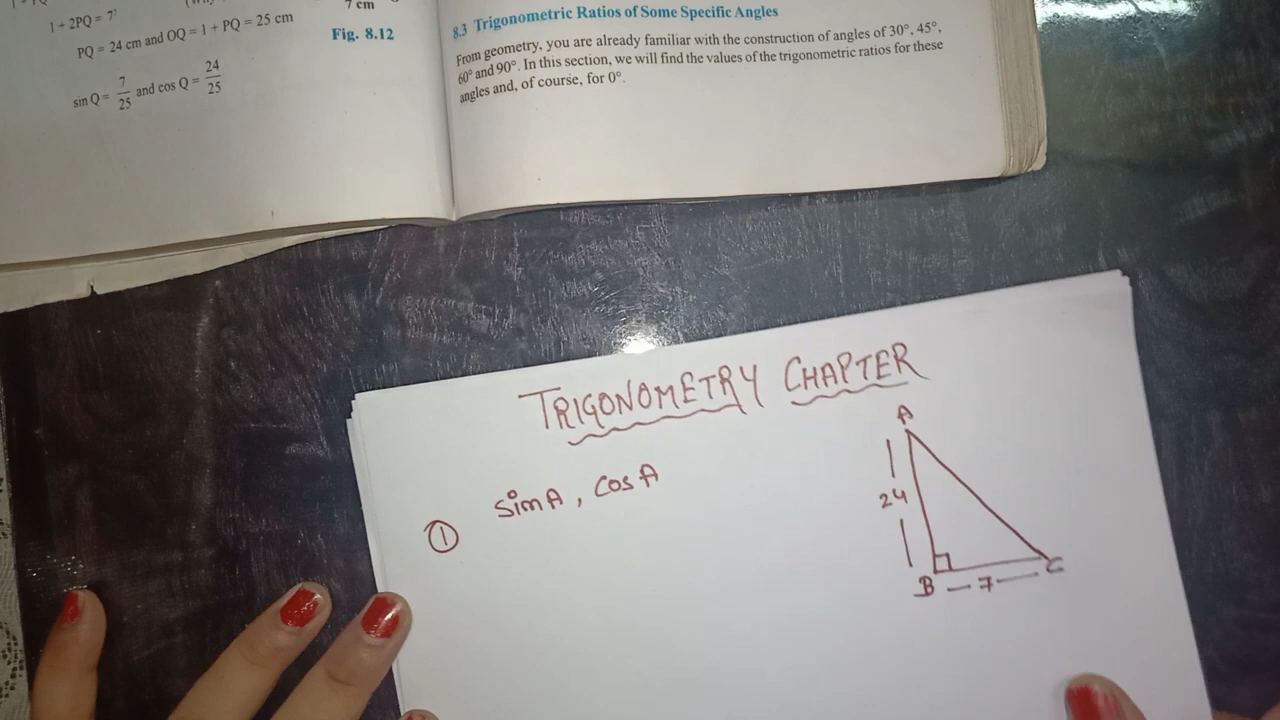 1 + 2PQ = 7²
PQ = 24 cm and OQ = 1 + PQ = 25 cm
sin Q = 7/25 and cos Q = 24/25
7 cm
Fig. 8.12
8.3 Trigonometric Ratios of Some Specific Angles
From geometry, you are already familiar with the construction of angles of 30°, 45°,
60° and 90°. In this section, we will find the values of the trigonometric ratios for these
angles and, of course, for 0°.
TRIGONOMETRY CHAPTER
① sinA, cosA
A
24
B 7 C